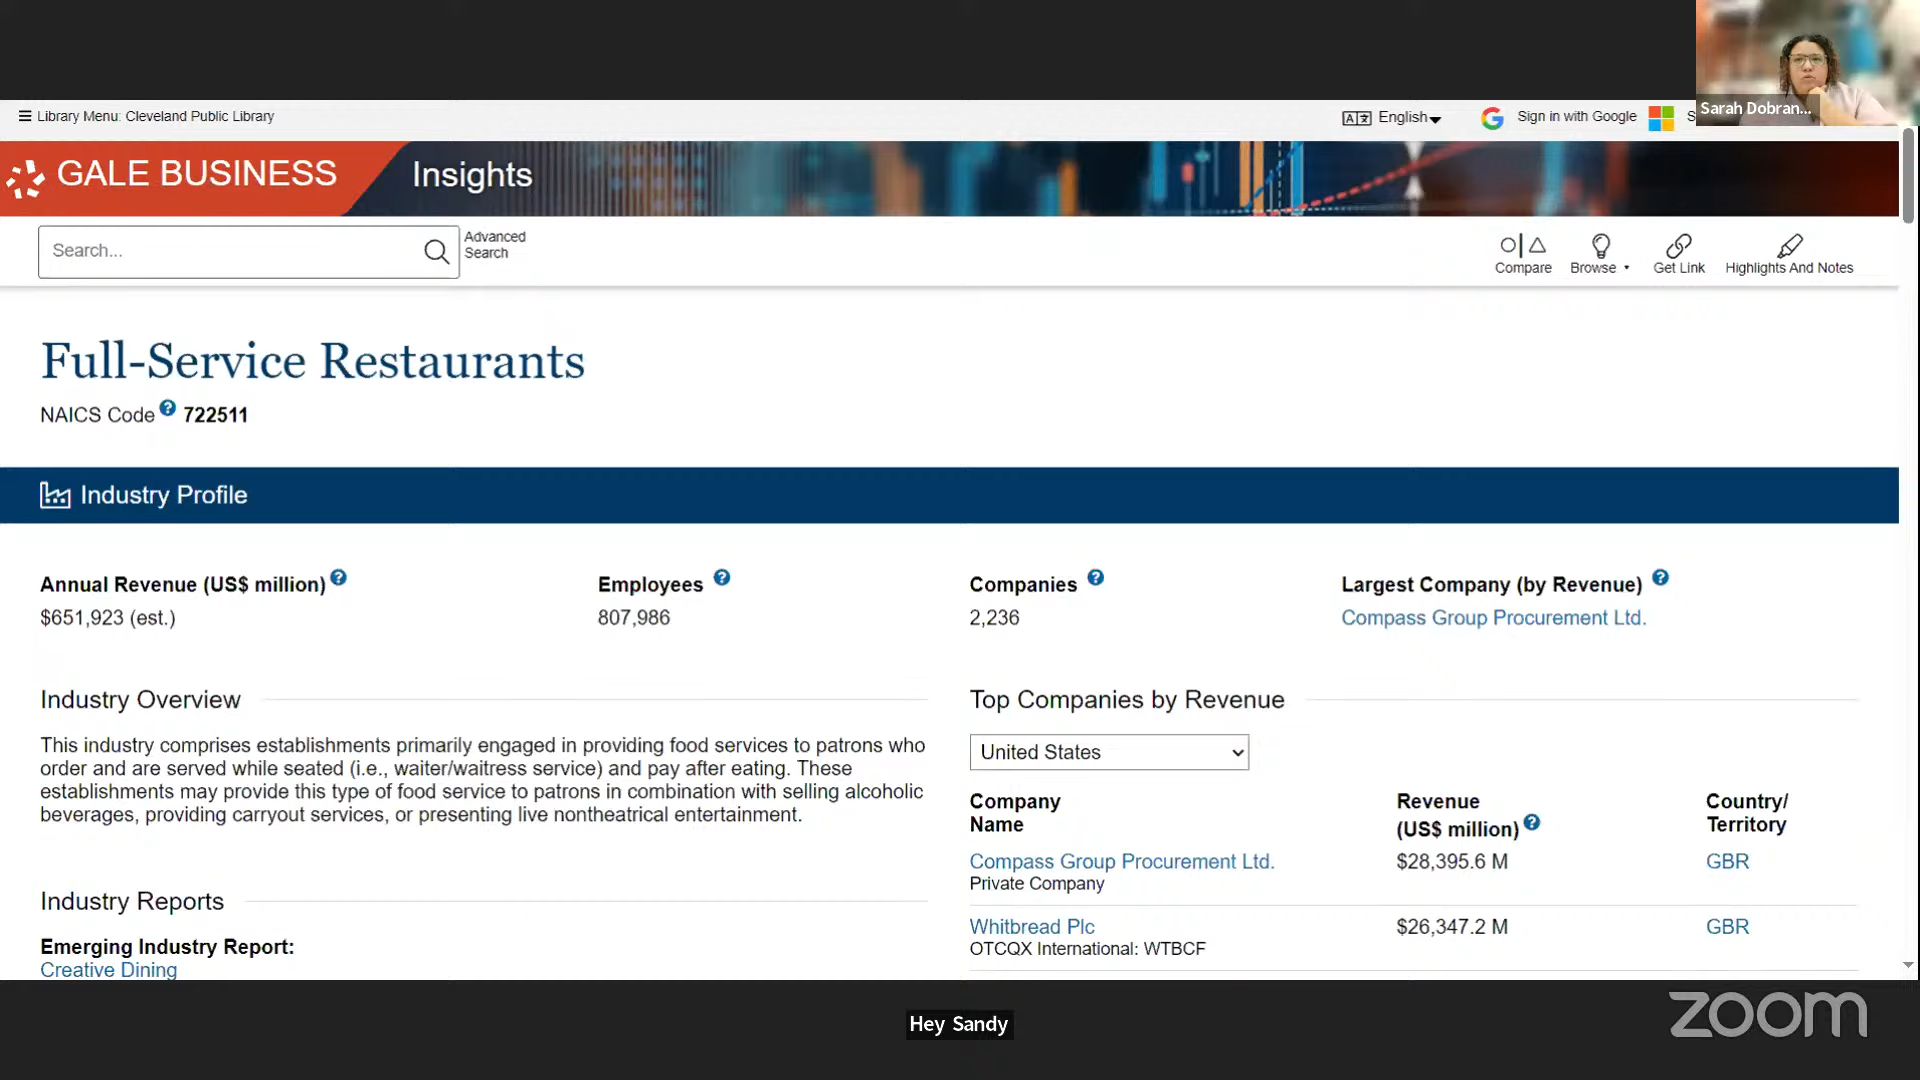 Sarah Dobran...
Library Menu: Cleveland Public Library
English
Sign in with Google
S
GALE BUSINESS Insights
Search...
Advanced
Search
Compare
Browse
Get Link
Highlights And Notes
Full-Service Restaurants
NAICS Code ? 722511
Industry Profile
Annual Revenue (US$ million) ?
$651,923 (est.)
Employees ?
807,986
Companies ?
2,236
Largest Company (by Revenue) ?
Compass Group Procurement Ltd.
Industry Overview
This industry comprises establishments primarily engaged in providing food services to patrons who
order and are served while seated (i.e., waiter/waitress service) and pay after eating. These
establishments may provide this type of food service to patrons in combination with selling alcoholic
beverages, providing carryout services, or presenting live nontheatrical entertainment.
Industry Reports
Emerging Industry Report:
Creative Dining
Top Companies by Revenue
United States
Company
Name
Revenue
(US$ million) ?
Country/
Territory
Compass Group Procurement Ltd.
Private Company
$28,395.6 M
GBR
Whitbread Plc
OTCQX International: WTBCF
$26,347.2 M
GBR
Hey Sandy
zoom